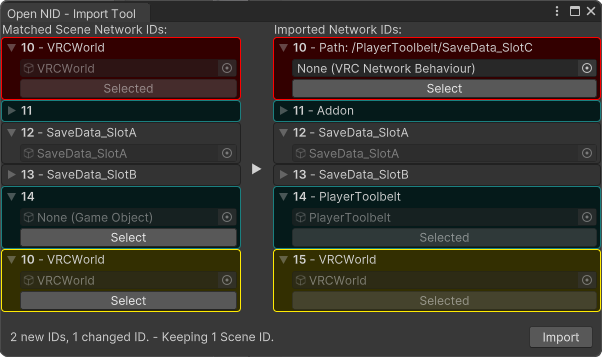 Open NID - Import Tool
Matched Scene Network IDs:
10 - VRCWorld
VRCWorld
Selected
11
12 - SaveData_SlotA
SaveData_SlotA
13 - SaveData_SlotB
14
None (Game Object)
Select
10 - VRCWorld
VRCWorld
Select
Imported Network IDs:
10 - Path: /PlayerToolbelt/SaveData_SlotC
None (VRC Network Behaviour)
Select
11 - Addon
12 - SaveData_SlotA
SaveData_SlotA
13 - SaveData_SlotB
14 - PlayerToolbelt
PlayerToolbelt
Selected
15 - VRCWorld
VRCWorld
Selected
2 new IDs, 1 changed ID. - Keeping 1 Scene ID.
Import